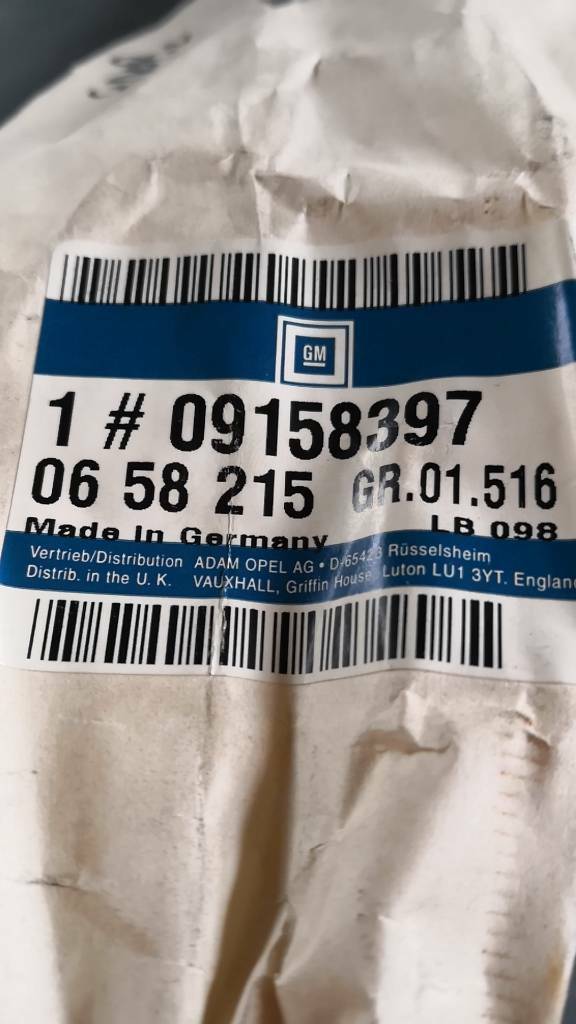 GM
1 # 09158397
06 58 215 GR.01.516
Made in Germany LB 098
Vertrieb/Distribution ADAM OPEL AG • D-65423 Rüsselsheim
Distrib. in the U. K. VAUXHALL, Griffin House Luton LU1 3YT. England